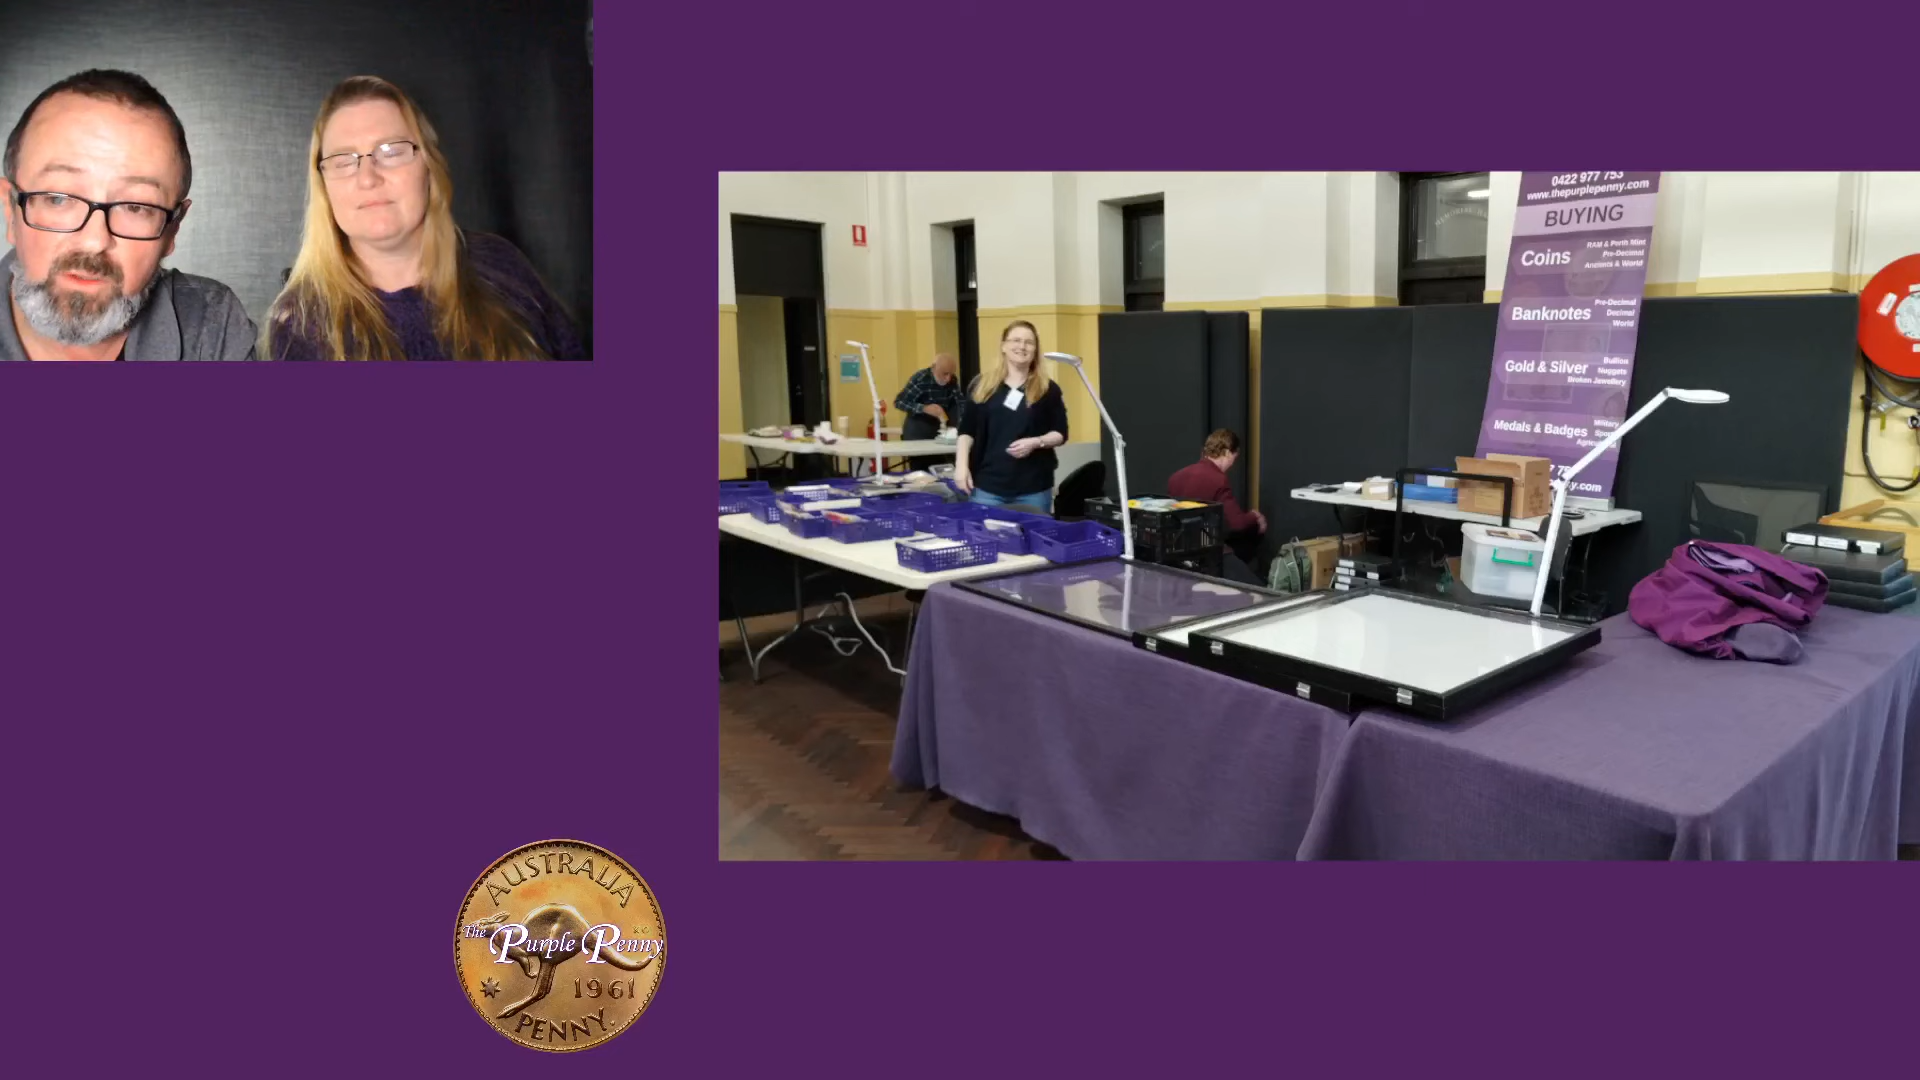 0422 977 753
www.thepurplepenny.com
BUYING
Coins
RAM & Perth Mint
Pre-Decimal
Ancients & World
Banknotes
Pre-Decimal
Decimal
World
Gold & Silver
Bullion
Nuggets
Broken Jewellery
Medals & Badges
Military
AUSTRALIA
The Purple Penny
1961
PENNY.